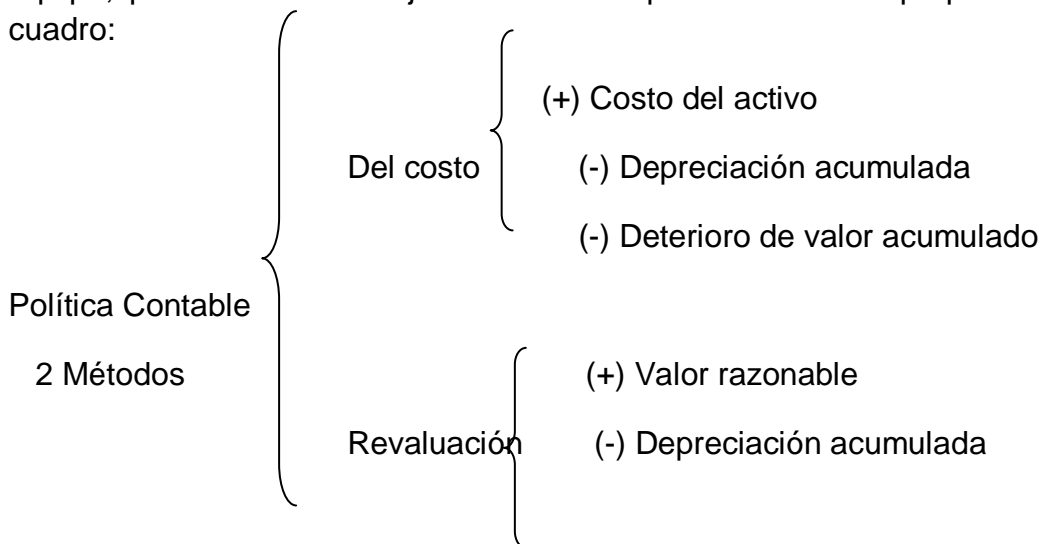 cuadro:
(+) Costo del activo
Del costo
(-) Depreciación acumulada
(-) Deterioro de valor acumulado
Política Contable
2 Métodos
(+) Valor razonable
Revaluación
(-) Depreciación acumulada